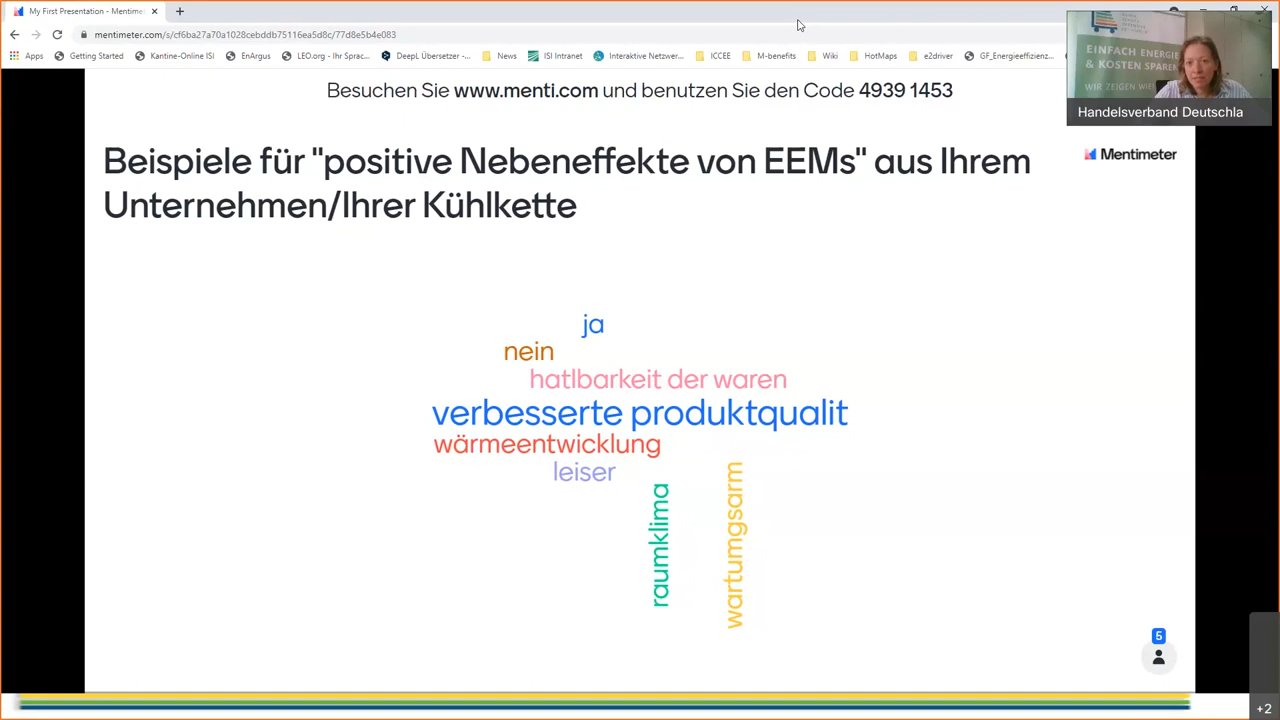 My First Presentation - Mentime
mentimeter.com/s/cf6ba27a70a1028cebddb75116ea5d8c/77d8e5b4e083
Apps
Getting Started
Kantine-Online ISI
EnArgus
LEO.org - Ihr Sprac...
DeepL Übersetzer -...
News
ISI Intranet
Interaktive Netzwer...
ICCEE
M-benefits
Wiki
HotMaps
e2driver
GF_Energieeffizienz...
EINFACH ENERGIE
& KOSTEN SPAREN
WIR ZEIGEN WIE
Handelsverband Deutschla
Besuchen Sie www.menti.com und benutzen Sie den Code 4939 1453
Mentimeter
Beispiele für "positive Nebeneffekte von EEMs" aus Ihrem
Unternehmen/Ihrer Kühlkette
ja
nein
hatlbarkeit der waren
verbesserte produktqualit
wärmeentwicklung
leiser
raumklima
wartumgsarm
5
+2